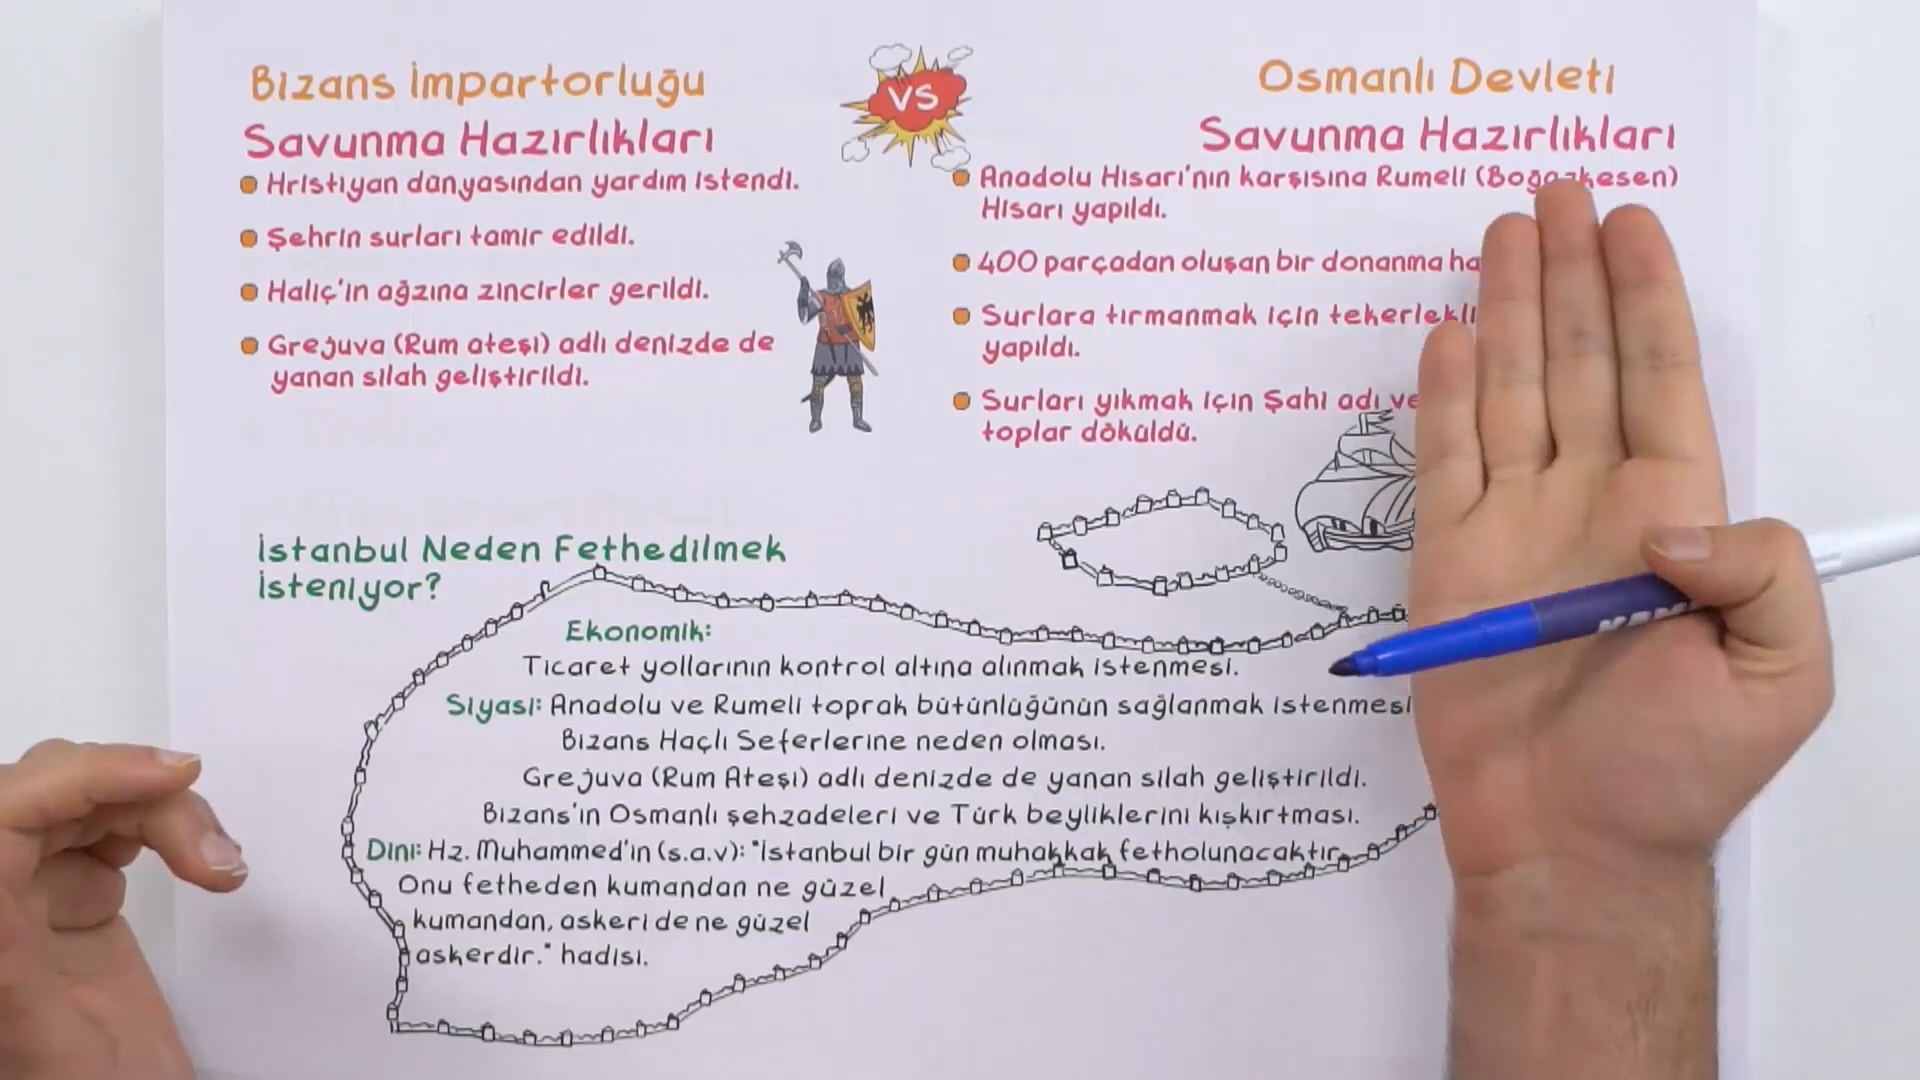 Bizans İmpartorluğu
Savunma Hazırlıkları
Hristiyan dünyasından yardım istendi.
Şehrin surları tamir edildi.
Haliç'in ağzına zincirler gerildi.
Grejuva (Rum ateşi) adlı denizde de
yanan silah geliştirildi.
VS
Osmanlı Devleti
Savunma Hazırlıkları
Anadolu Hisarı'nın karşısına Rumeli (Boğazkesen)
Hisarı yapıldı.
400 parçadan oluşan bir donanma
Surlara tırmanmak için tekerlekli
yapıldı.
Surları yıkmak için Şahi adı
toplar döküldü.
İstanbul Neden Fethedilmek
İsteniyor?
Ekonomik:
Ticaret yollarının kontrol altına alınmak istenmesi.
Siyasi: Anadolu ve Rumeli toprak bütünlüğünün sağlanmak istenmesi
Bizans Haçlı Seferlerine neden olması.
Grejuva (Rum Ateşi) adlı denizde de yanan silah geliştirildi.
Bizans'ın Osmanlı şehzadeleri ve Türk beyliklerini kışkırtması.
Dini: Hz. Muhammed'in (s.a.v): "İstanbul bir gün muhakkak fetholunacaktır.
Onu fetheden kumandan ne güzel
kumandan, askeri de ne güzel
askerdir." hadisi.